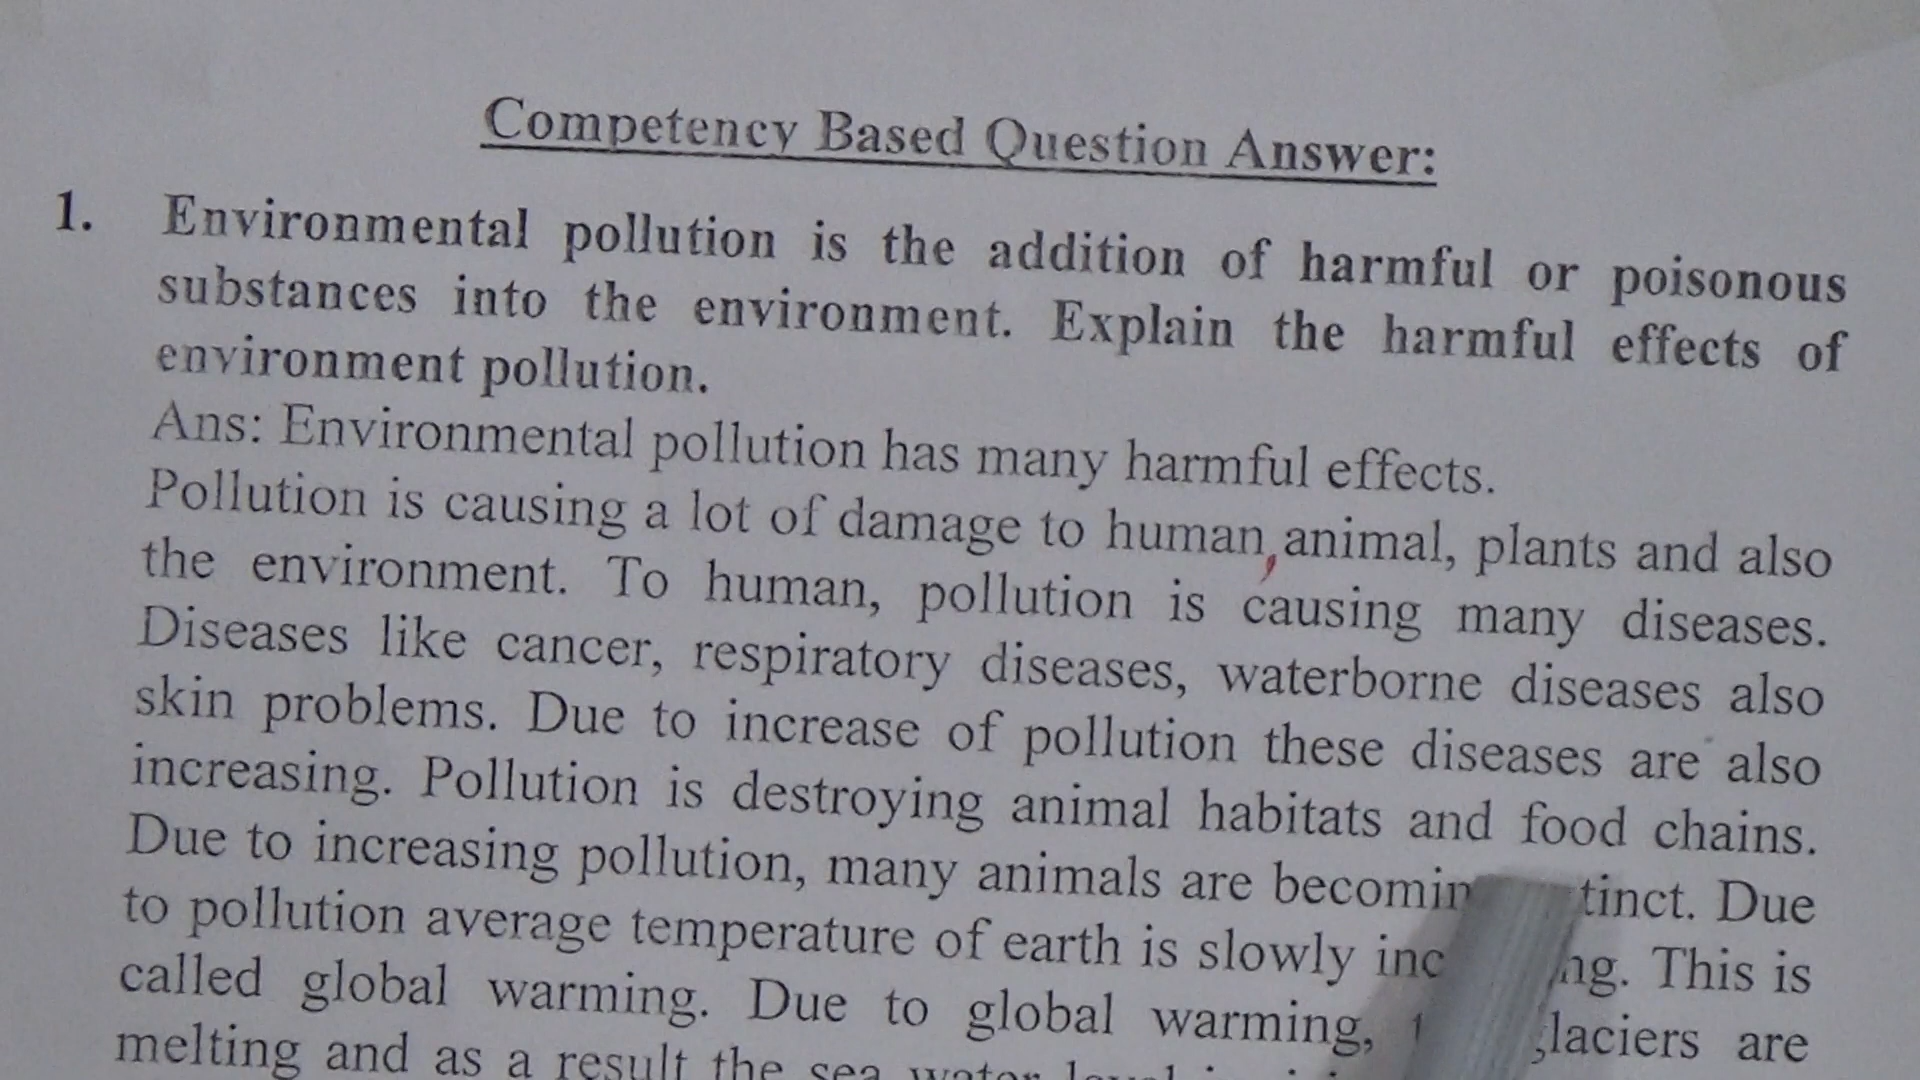 Competency Based Question Answer:
1. Environmental pollution is the addition of harmful or poisonous
substances into the environment. Explain the harmful effects of
environment pollution.
Ans: Environmental pollution has many harmful effects.
Pollution is causing a lot of damage to human, animal, plants and also
the environment. To human, pollution is causing many diseases.
Diseases like cancer, respiratory diseases, waterborne diseases also
skin problems. Due to increase of pollution these diseases are also
increasing. Pollution is destroying animal habitats and food chains.
Due to increasing pollution, many animals are Due
to pollution average temperature of earth is slowly This is
called global warming. Due to global warming, are
melting and as a result the sea water